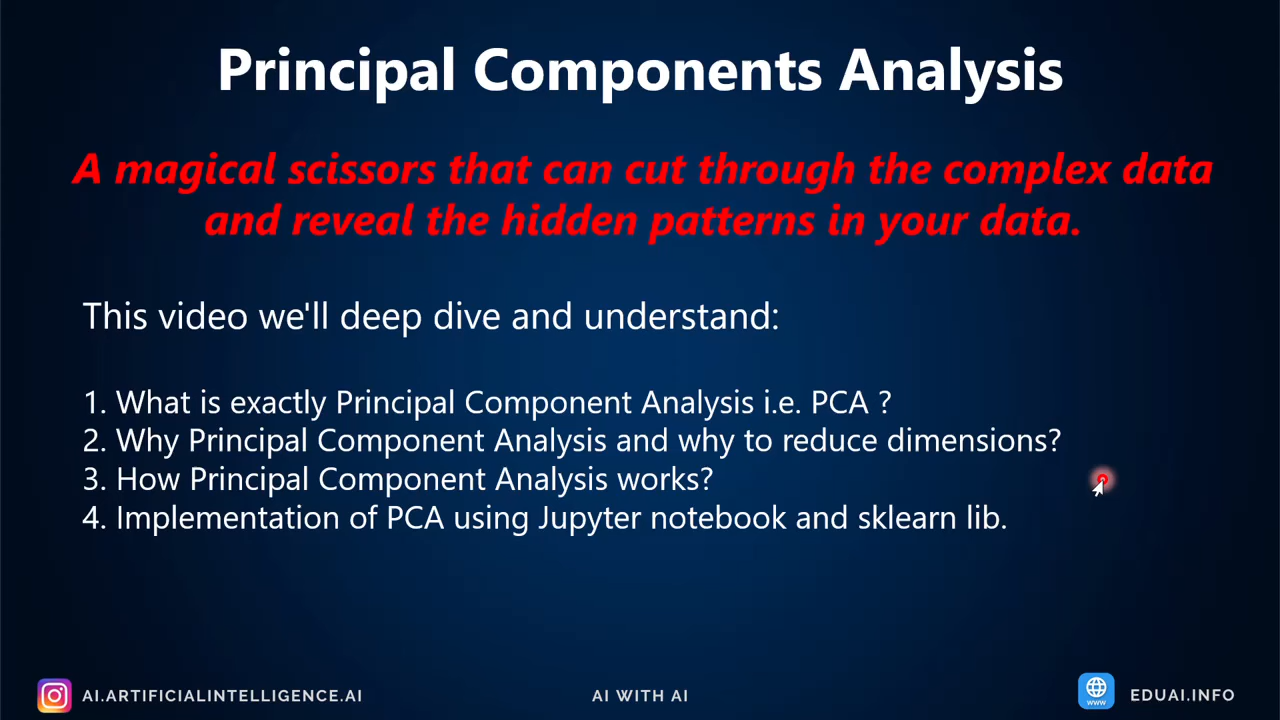 Principal Components Analysis
A magical scissors that can cut through the complex data
and reveal the hidden patterns in your data.
This video we'll deep dive and understand:
1. What is exactly Principal Component Analysis i.e. PCA ?
2. Why Principal Component Analysis and why to reduce dimensions?
3. How Principal Component Analysis works?
4. Implementation of PCA using Jupyter notebook and sklearn lib.
AI.ARTIFICIALINTELLIGENCE.AI
AI WITH AI
www
EDUAI.INFO